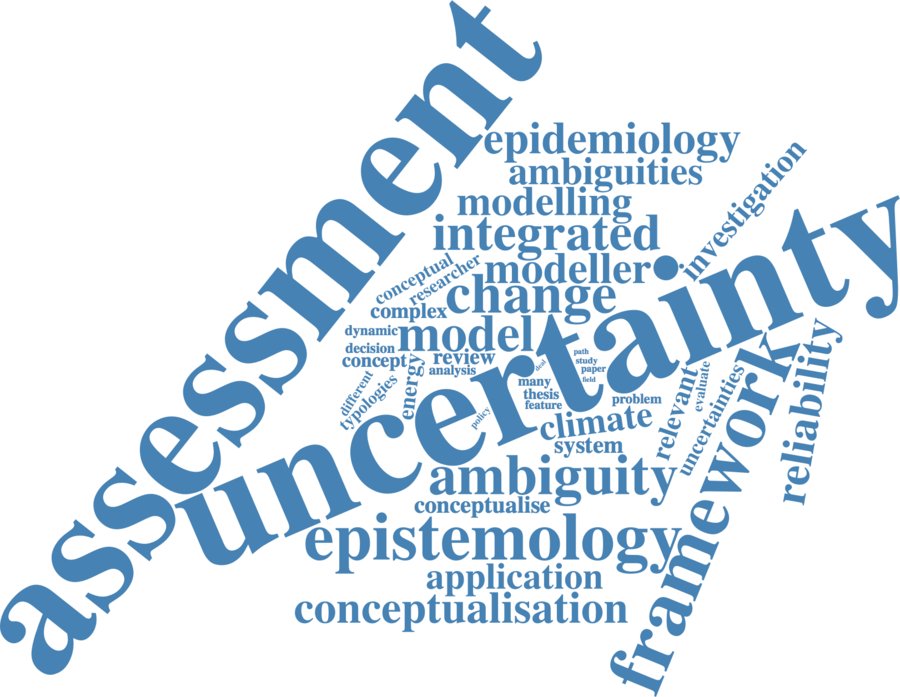 assessment
epidemiology
ambiguities
investigation
modelling
integrated
uncertainty
conceptual
researcher
modeller
change
complex
dynamic
model
decision
concept
review
analysis
energy
different
typologies
path
study
paper
field
deal
many
thesis
feature
policy
problem
climate
system
relevant
evaluate
uncertainties
framework
reliability
ambiguity
conceptualise
epistemology
application
conceptualisation